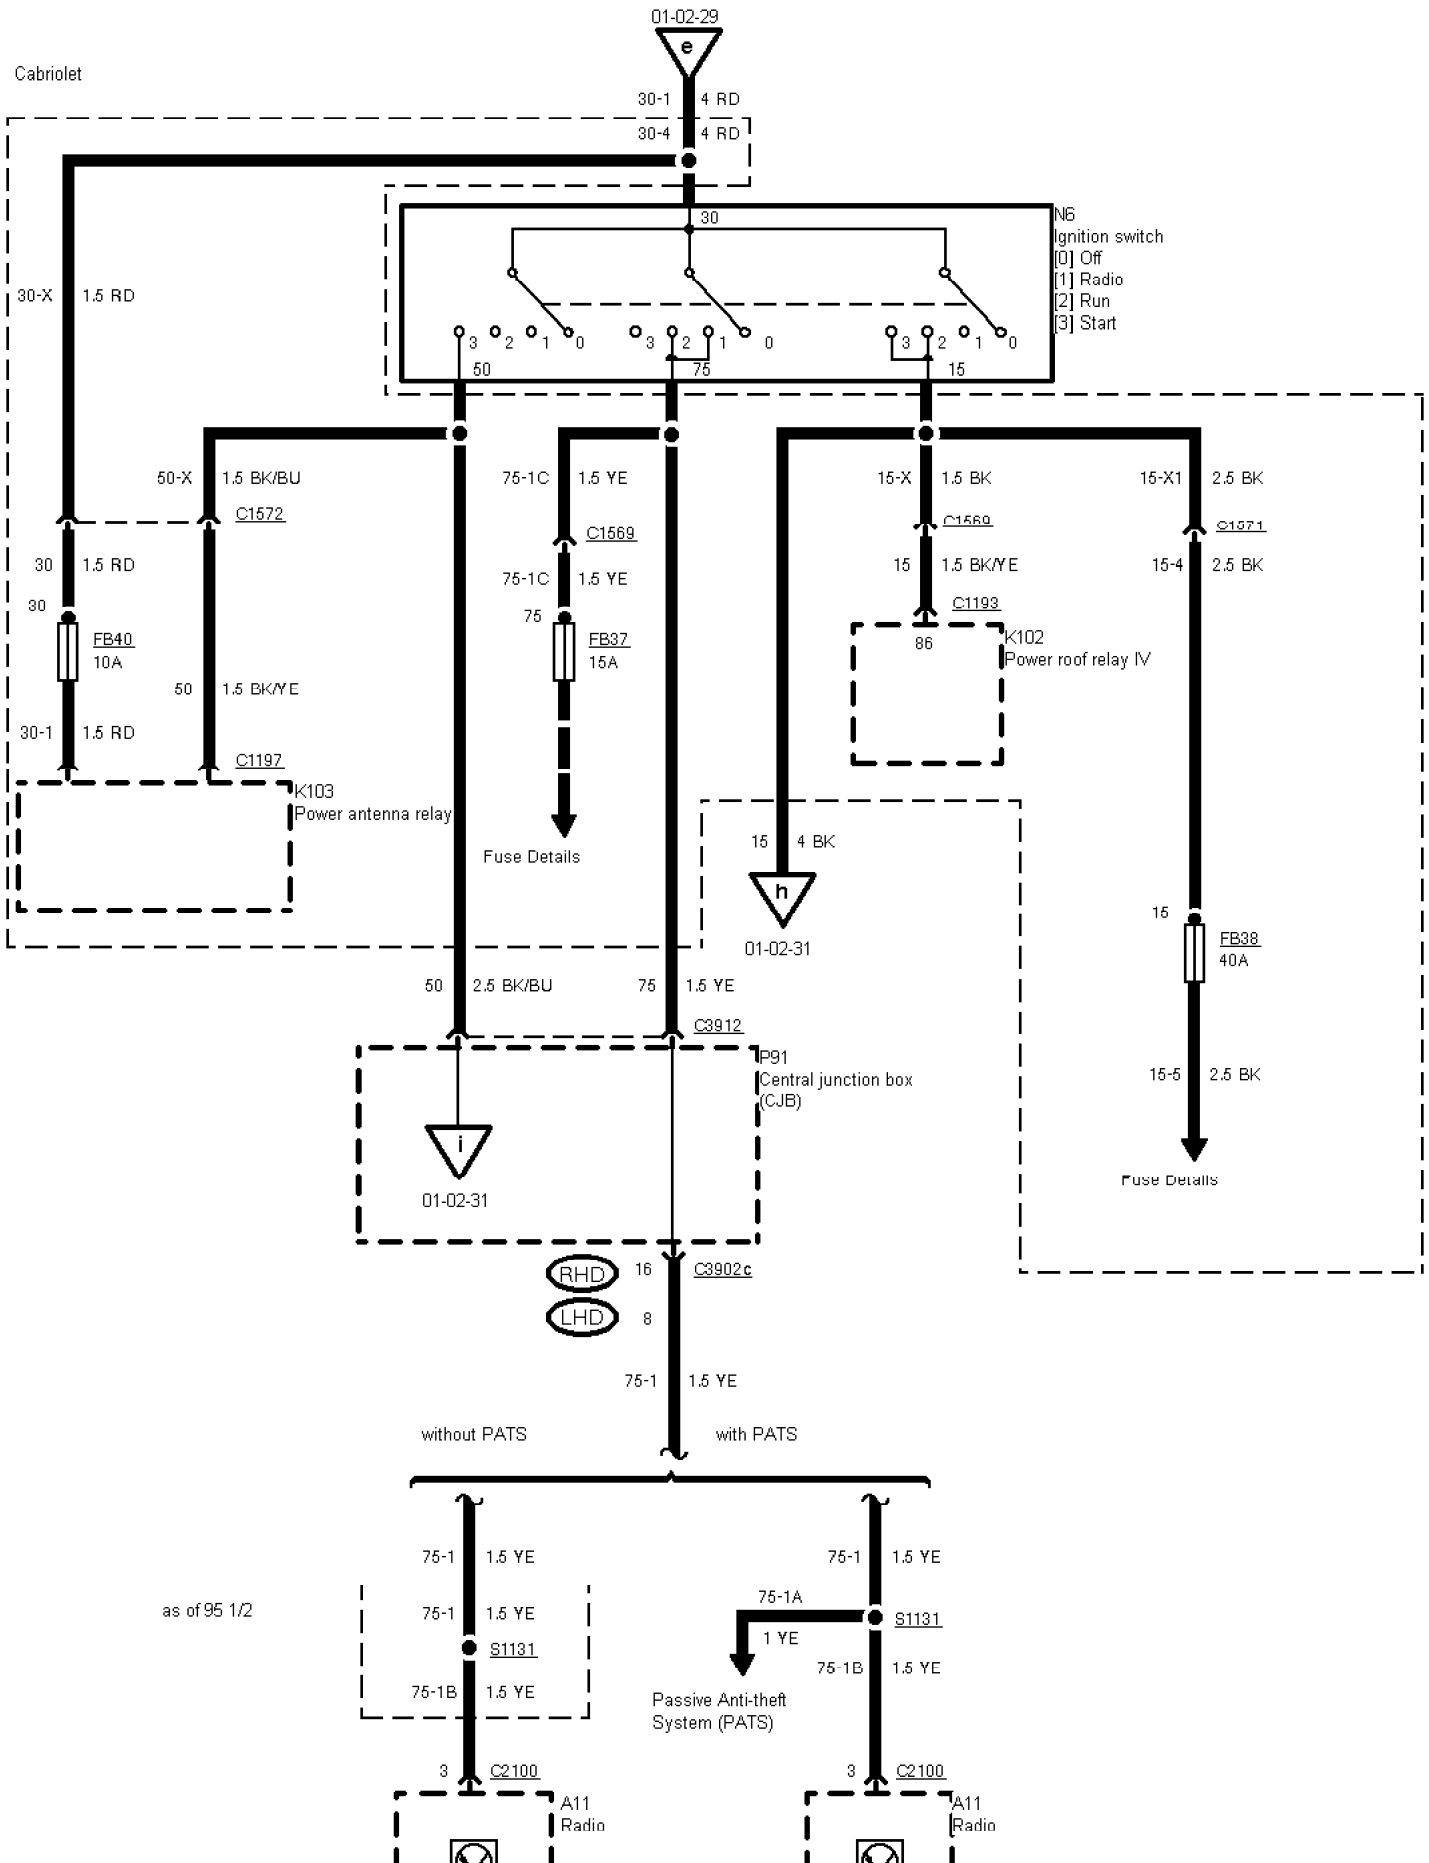 01-02-29
e
Cabriolet
30-1 4 RD
30-4 4 RD
30
N6
Ignition switch
[0] Off
[1] Radio
[2] Run
[3] Start
30-X 1.5 RD
3 2 1 0 3 2 1 0 3 2 1 0
50 75 15
50-X 1.5 BK/BU 75-1C 1.5 YE 15-X 1.5 BK 15-X1 2.5 BK
C1572 C1569 C1569 C1571
30 1.5 RD 75-1C 1.5 YE 15 1.5 BK/YE 15-4 2.5 BK
30 75 C1193
FB40
10A
FB37
15A
86
K102
Power roof relay IV
50 1.5 BK/YE
30-1 1.5 RD
C1197
K103
Power antenna relay
Fuse Details
15 4 BK
h
01-02-31
15
FB38
40A
50 2.5 BK/BU 75 1.5 YE
C3912
P91
Central junction box
(CJB)
15-5 2.5 BK
i
01-02-31
Fuse Details
RHD 16 C3902c
LHD 8
75-1 1.5 YE
without PATS with PATS
75-1 1.5 YE 75-1 1.5 YE
as of 95 1/2
75-1 1.5 YE
75-1A
1 YE
S1131
S1131
75-1B 1.5 YE
75-1B 1.5 YE
Passive Anti-theft
System (PATS)
3 C2100 3 C2100
A11
Radio
A11
Radio